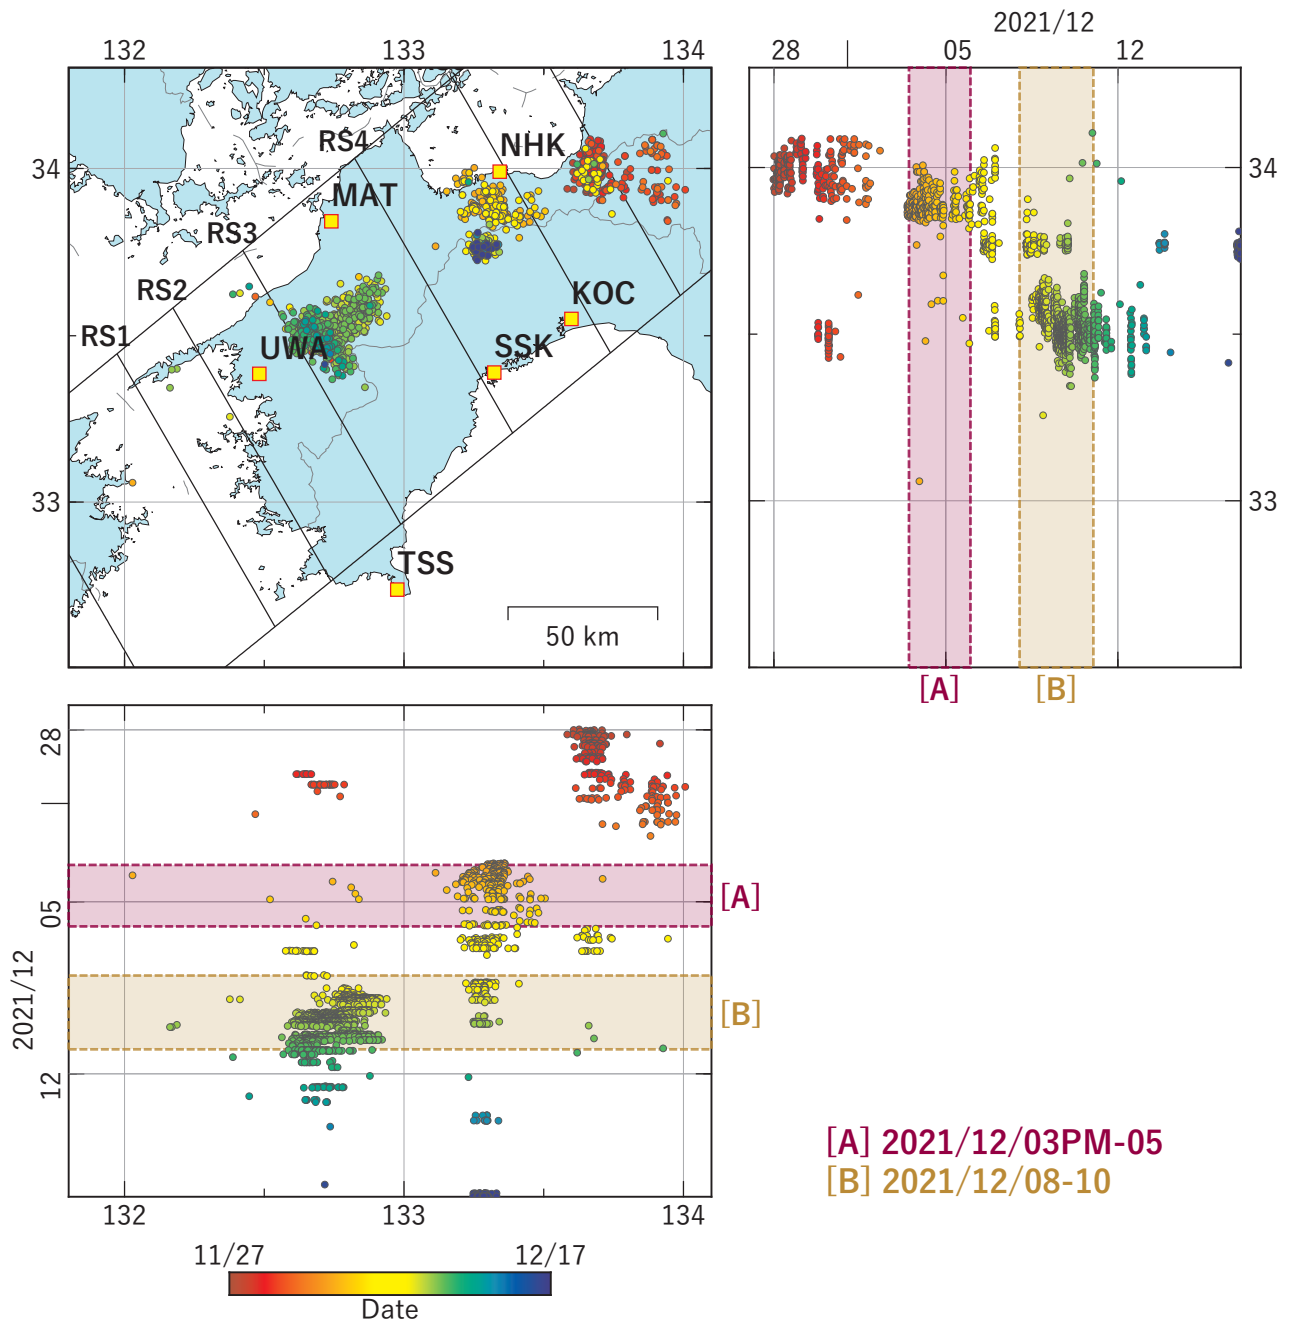 2021/12
132 133 134
28 05 12
RS4
NHK
34
34
MAT
RS3
RS2
KOC
RS1
SSK
UWA
33
33
TSS
50 km
[A] [B]
28
[A]
05
2021/12
[B]
12
[A] 2021/12/03PM-05
[B] 2021/12/08-10
132 133 134
11/27 12/17
Date